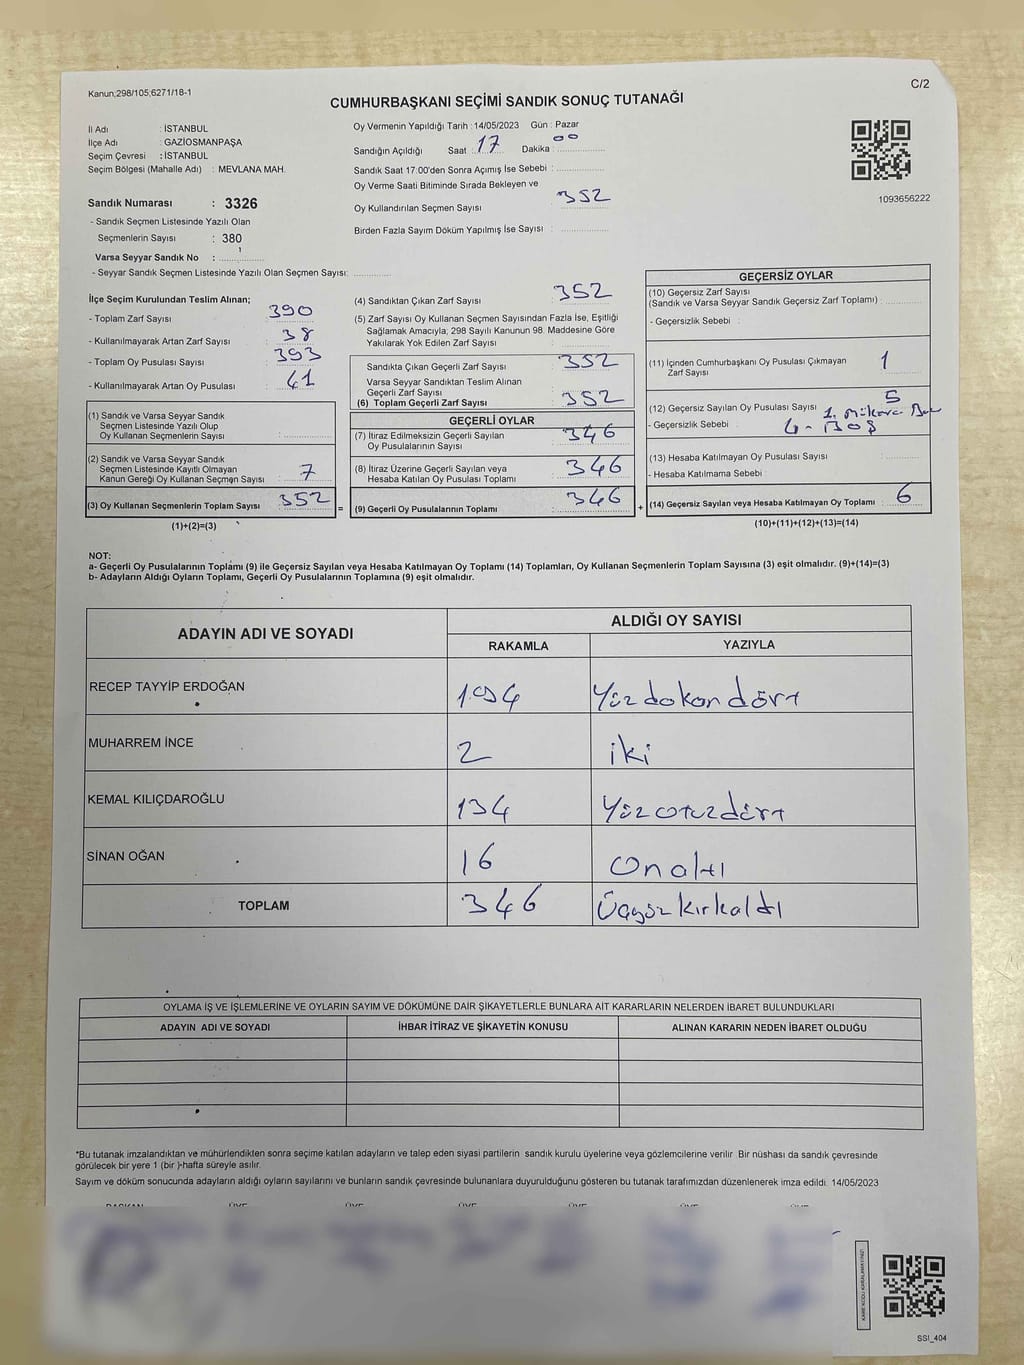 Kanun;298/105;6271/18-1
C/2
CUMHURBAŞKANI SEÇİMİ SANDIK SONUÇ TUTANAĞI
İl Adı : İSTANBUL
İlçe Adı : GAZİOSMANPAŞA
Seçim Çevresi : İSTANBUL
Seçim Bölgesi (Mahalle Adı) : MEVLANA MAH.
Sandık Numarası : 3326
- Sandık Seçmen Listesinde Yazılı Olan
Seçmenlerin Sayısı : 380
Varsa Seyyar Sandık No :
- Seyyar Sandık Seçmen Listesinde Yazılı Olan Seçmen Sayısı:
Oy Vermenin Yapıldığı Tarih : 14/05/2023 Gün : Pazar
Sandığın Açıldığı Saat : 17 Dakika : 00
Sandık Saat 17:00'den Sonra Açımış İse Sebebi :
Oy Verme Saati Bitiminde Sırada Bekleyen ve
Oy Kullandırılan Seçmen Sayısı : 352
Birden Fazla Sayım Döküm Yapılmış İse Sayısı :
1093656222
İlçe Seçim Kurulundan Teslim Alınan;
- Toplam Zarf Sayısı : 390
- Kullanılmayarak Artan Zarf Sayısı : 38
- Toplam Oy Pusulası Sayısı : 393
- Kullanılmayarak Artan Oy Pusulası : 41
(1) Sandık ve Varsa Seyyar Sandık
Seçmen Listesinde Yazılı Olup
Oy Kullanan Seçmenlerin Sayısı :
(2) Sandık ve Varsa Seyyar Sandık
Seçmen Listesinde Kayıtlı Olmayan
Kanun Gereği Oy Kullanan Seçmen Sayısı : 7
(3) Oy Kullanan Seçmenlerin Toplam Sayısı : 352
(1)+(2)=(3)
=
(4) Sandıktan Çıkan Zarf Sayısı : 352
(5) Zarf Sayısı Oy Kullanan Seçmen Sayısından Fazla İse, Eşitliği
Sağlamak Amacıyla; 298 Sayılı Kanunun 98. Maddesine Göre
Yakılarak Yok Edilen Zarf Sayısı :
Sandıkta Çıkan Geçerli Zarf Sayısı : 352
Varsa Seyyar Sandıktan Teslim Alınan
Geçerli Zarf Sayısı
(6) Toplam Geçerli Zarf Sayısı : 352
GEÇERLİ OYLAR
(7) İtiraz Edilmeksizin Geçerli Sayılan
Oy Pusulasının Sayısı : 346
(8) İtiraz Üzerine Geçerli Sayılan veya
Hesaba Katılan Oy Pusulası Toplamı : 346
(9) Geçerli Oy Pusulalarının Toplamı : 346
+
GEÇERSİZ OYLAR
(10) Geçersiz Zarf Sayısı
(Sandık ve Varsa Seyyar Sandık Geçersiz Zarf Toplamı) :
- Geçersizlik Sebebi :
(11) İçinden Cumhurbaşkanı Oy Pusulası Çıkmayan
Zarf Sayısı : 1
(12) Geçersiz Sayılan Oy Pusulası Sayısı : 5
- Geçersizlik Sebebi : 4-Boş
(13) Hesaba Katılmayan Oy Pusulası Sayısı :
- Hesaba Katılmama Sebebi :
(14) Geçersiz Sayılan veya Hesaba Katılmayan Oy Toplamı : 6
(10)+(11)+(12)+(13)=(14)
NOT:
a- Geçerli Oy Pusulalarının Toplamı (9) ile Geçersiz Sayılan veya Hesaba Katılmayan Oy Toplamı (14) Toplamları, Oy Kullanan Seçmenlerin Toplam Sayısına (3) eşit olmalıdır. (9)+(14)=(3)
b- Adayların Aldığı Oyların Toplamı, Geçerli Oy Pusulalarının Toplamına (9) eşit olmalıdır.
ADAYIN ADI VE SOYADI ALDIĞI OY SAYISI
RAKAMLA YAZIYLA
RECEP TAYYİP ERDOĞAN 194 Yüz dokan dört
MUHARREM İNCE 2 iki
KEMAL KILIÇDAROĞLU 134 Yüz otuz dört
SİNAN OĞAN 16 On altı
TOPLAM 346 Üçyüz kırkaltı
OYLAMA İŞ VE İŞLEMLERİNE VE OYLARIN SAYIM VE DÖKÜMÜNE DAİR ŞİKAYETLERLE BUNLARA AİT KARARLARIN NELERDEN İBARET BULUNDUKLARI
ADAYIN ADI VE SOYADI İHBAR İTİRAZ VE ŞİKAYETİN KONUSU ALINAN KARARIN NEDEN İBARET OLDUĞU
*Bu tutanak imzalandıktan ve mühürlendikten sonra seçime katılan adayların ve talep eden siyasi partilerin sandık kurulu üyelerine veya gözlemcilerine verilir. Bir nüshası da sandık çevresinde
görülecek bir yere 1 (bir )-hafta süreyle asılır.
Sayım ve döküm sonucunda adayların aldığı oyların sayılarını ve bunların sandık çevresinde bulunanlara duyurulduğunu gösteren bu tutanak tarafımızdan düzenlenerek imza edildi. 14/05/2023
BAŞKAN ÜYE ÜYE ÜYE ÜYE ÜYE ÜYE
KARE KODU KARALAMAYINIZ!
SSI_404